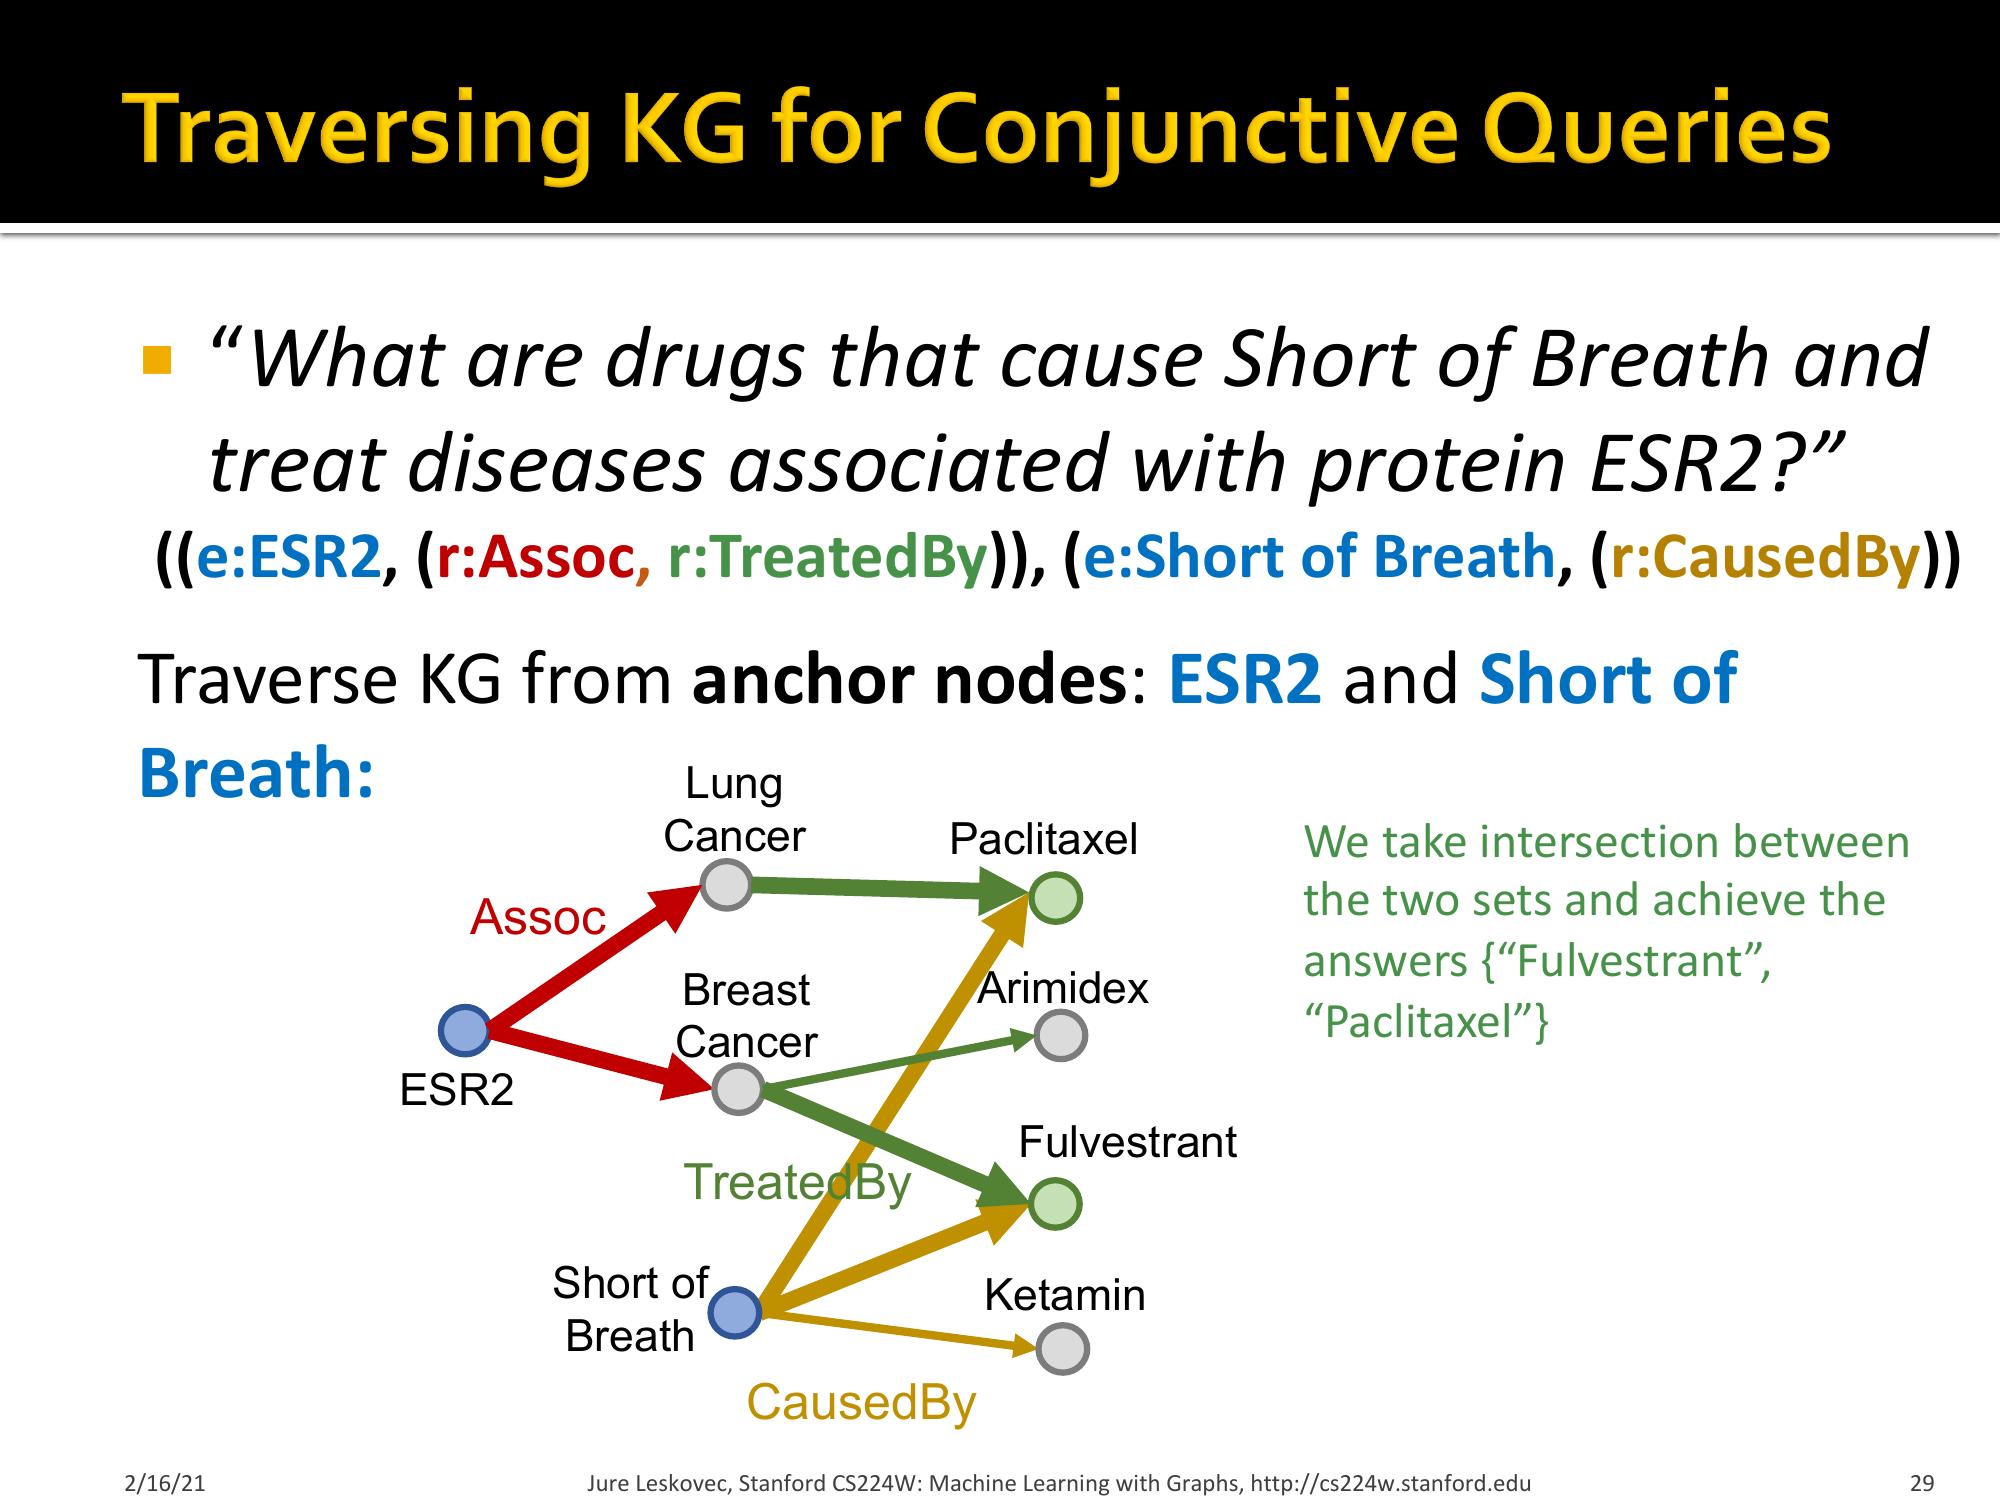 Traversing KG for Conjunctive Queries
“What are drugs that cause Short of Breath and
treat diseases associated with protein ESR2?”
((e:ESR2, (r:Assoc, r:TreatedBy)), (e:Short of Breath, (r:CausedBy))
Traverse KG from anchor nodes: ESR2 and Short of
Breath:
Lung
Cancer
Paclitaxel
Assoc
Breast
Cancer
Arimidex
ESR2
Fulvestrant
TreatedBy
Short of
Breath
Ketamin
CausedBy
We take intersection between
the two sets and achieve the
answers {“Fulvestrant”,
“Paclitaxel”}
2/16/21
Jure Leskovec, Stanford CS224W: Machine Learning with Graphs, http://cs224w.stanford.edu
29